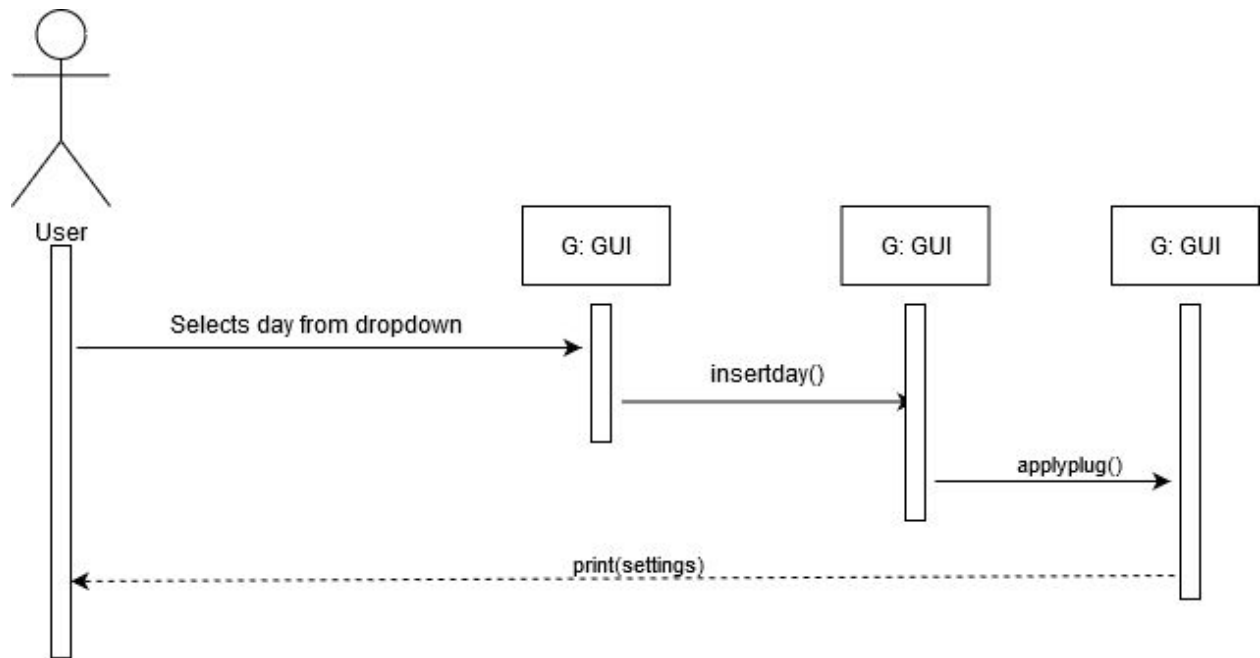 User
G: GUI
G: GUI
G: GUI
Selects day from dropdown
insertday()
applyplug()
print(settings)